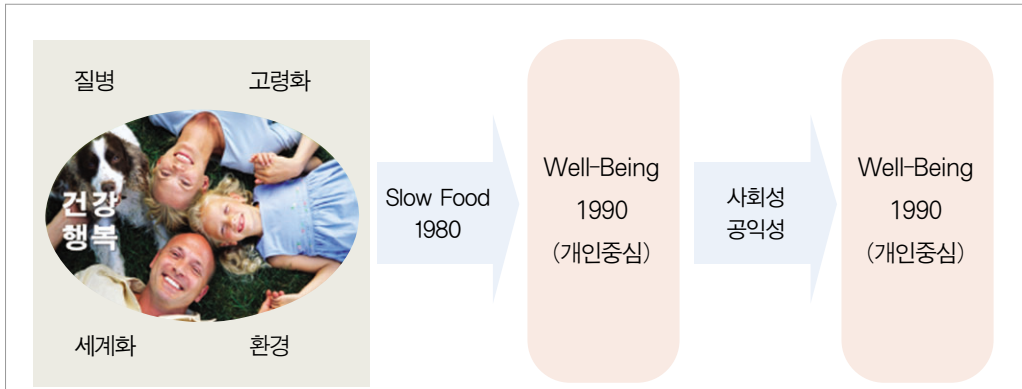 질병
고령화
건강
행복
세계화
환경
Slow Food
1980
Well-Being
1990
(개인중심)
사회성
공익성
Well-Being
1990
(개인중심)